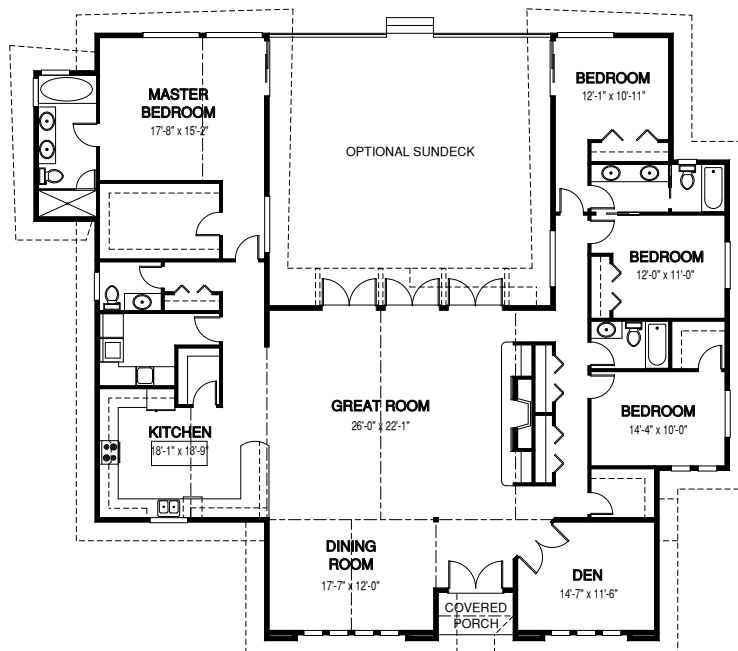 MASTER
BEDROOM
17'-8" x 15'-2"
OPTIONAL SUNDECK
BEDROOM
12'-1" x 10'-11"
BEDROOM
12'-0" x 11'-0"
GREAT ROOM
26'-0" x 22'-1"
BEDROOM
14'-4" x 10'-0"
KITCHEN
18'-1" x 13'-9"
DINING
ROOM
17'-7" x 12'-0"
DEN
14'-7" x 11'-6"
COVERED
PORCH